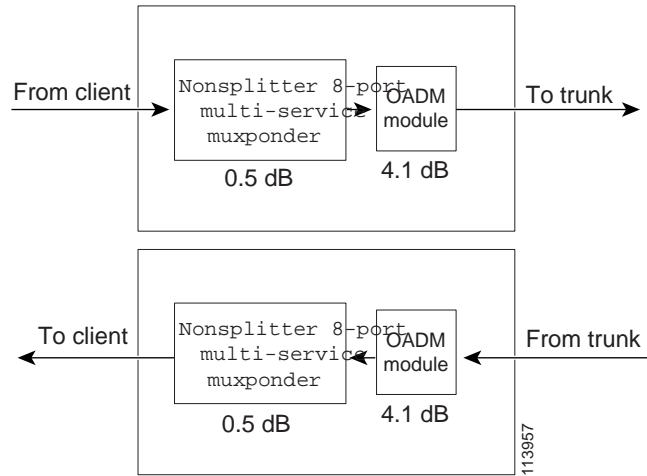 Nonsplitter 8-port
multi-service
muxponder
OADM
module
From client
To trunk
0.5 dB
4.1 dB
Nonsplitter 8-port
multi-service
muxponder
OADM
module
To client
From trunk
0.5 dB
4.1 dB
113957